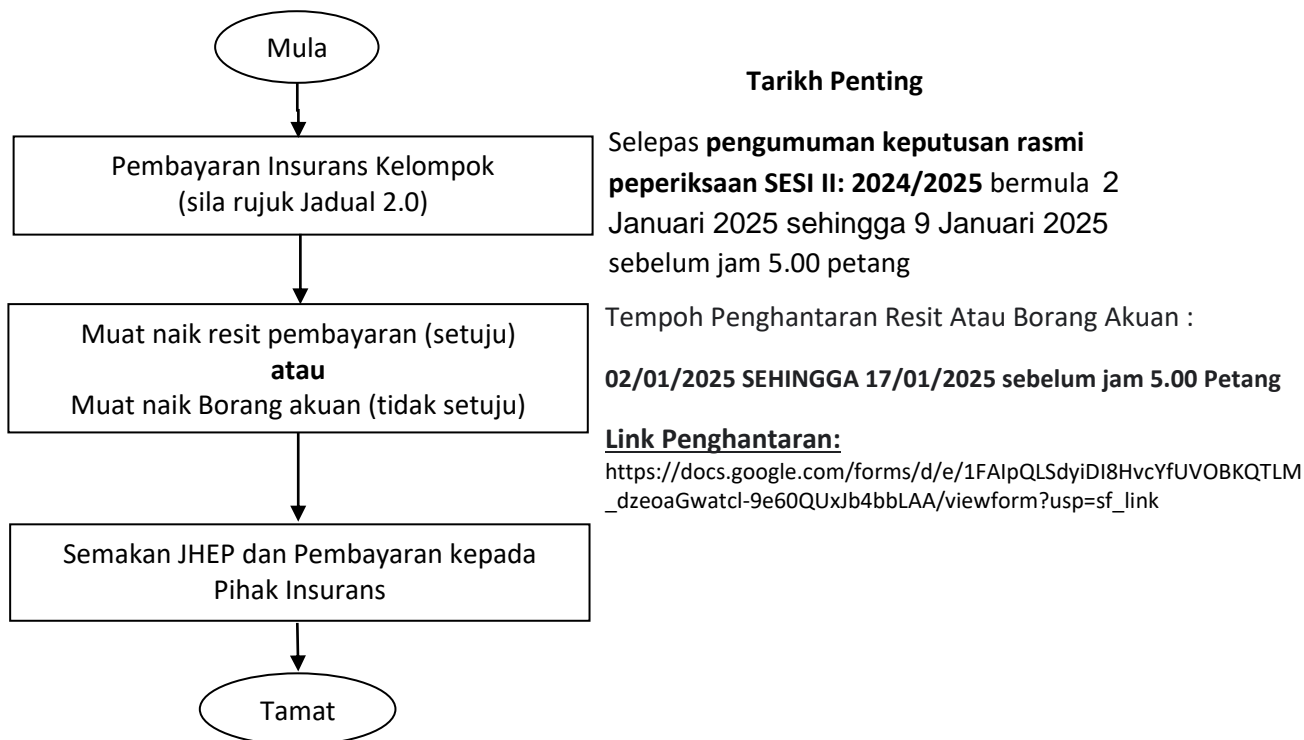 Mula
Tarikh Penting
Pembayaran Insurans Kelompok
(sila rujuk Jadual 2.0)
Selepas pengumuman keputusan rasmi
peperiksaan SESI II: 2024/2025 bermula 2
Januari 2025 sehingga 9 Januari 2025
sebelum jam 5.00 petang
Muat naik resit pembayaran (setuju)
atau
Muat naik Borang akuan (tidak setuju)
Tempoh Penghantaran Resit Atau Borang Akuan :
02/01/2025 SEHINGGA 17/01/2025 sebelum jam 5.00 Petang
Link Penghantaran:
https://docs.google.com/forms/d/e/1FAIpQLSdyiDI8HvcYfUVOBKQTLM
_dzeoaGwatcl-9e60QUxJb4bbLAA/viewform?usp=sf_link
Semakan JHEP dan Pembayaran kepada
Pihak Insurans
Tamat